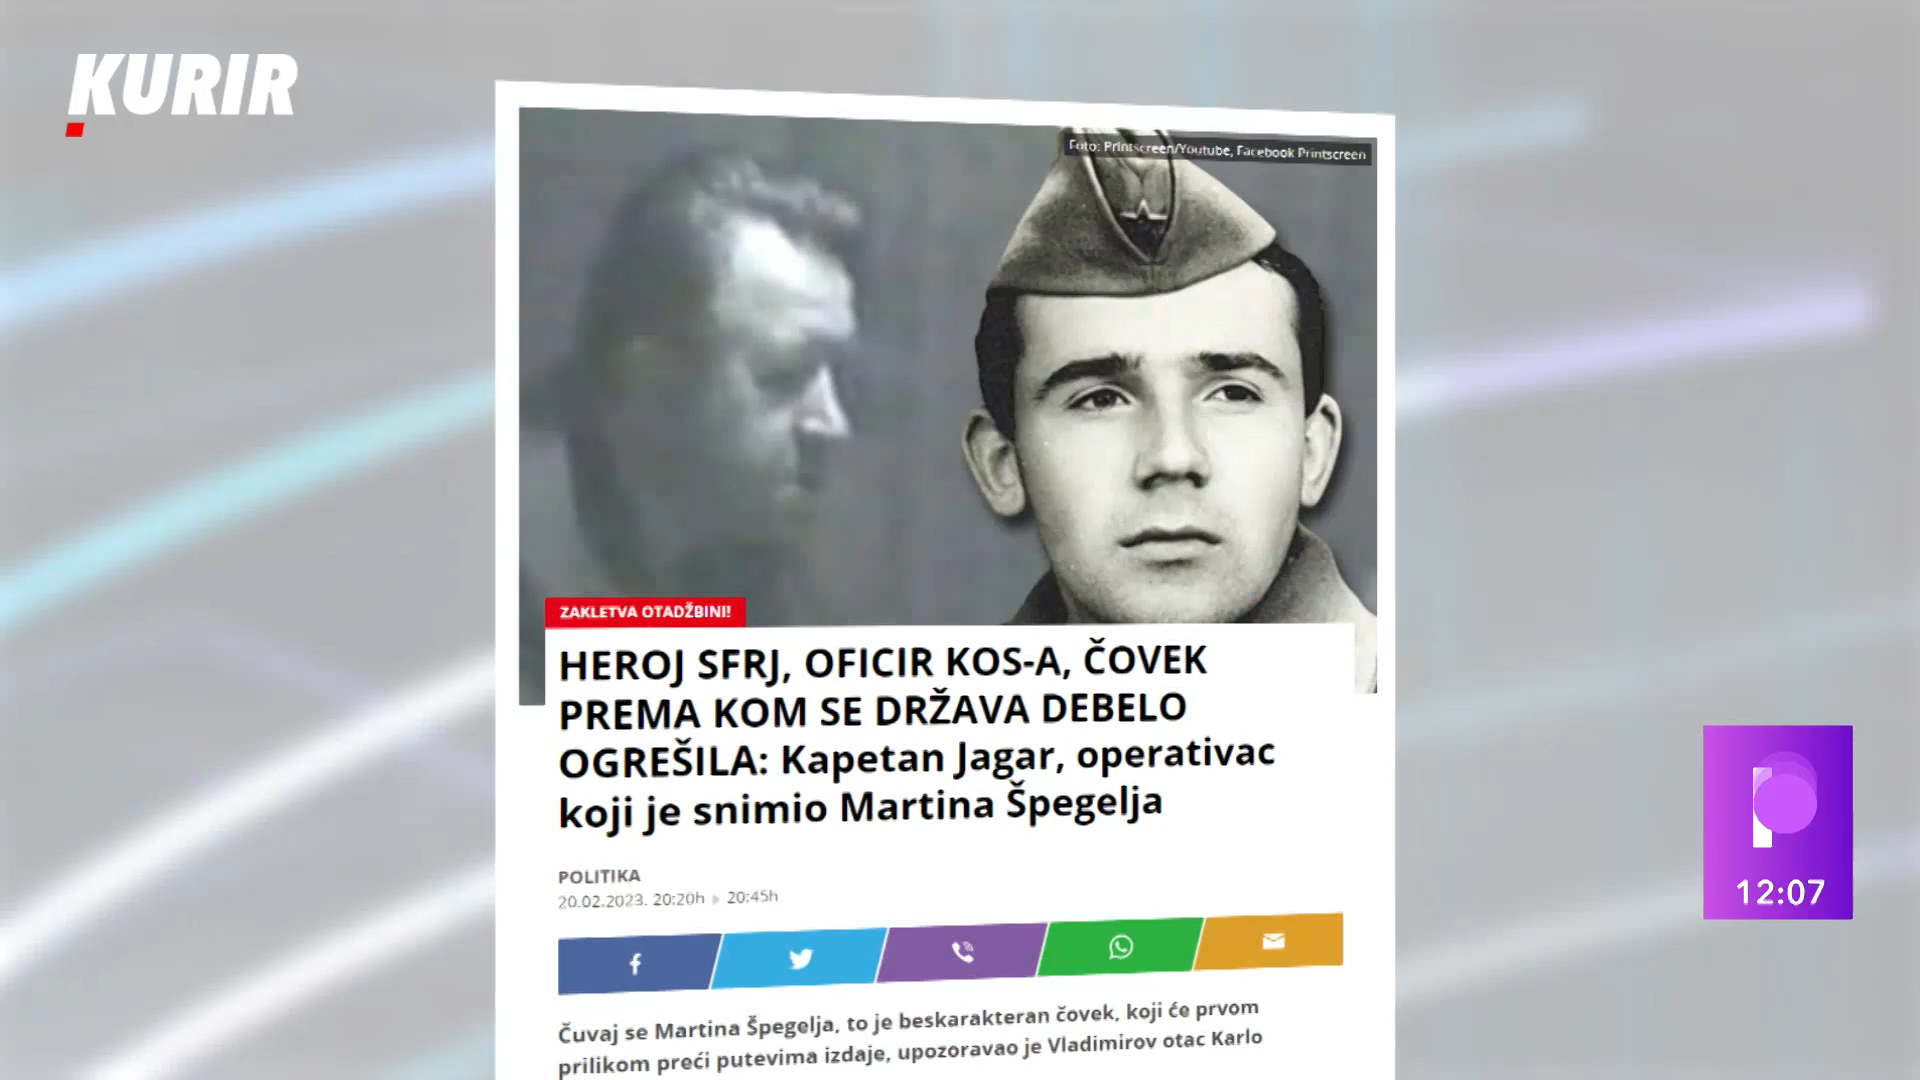 KURIR
Foto: Printscreen/Youtube, Facebook Printscreen
ZAKLETVA OTADŽBINI!
HEROJ SFRJ, OFICIR KOS-A, ČOVEK
PREMA KOM SE DRŽAVA DEBELO
OGREŠILA: Kapetan Jagar, operativac
koji je snimio Martina Špegelja
POLITIKA
20.02.2023. 20:20h 20:45h
12:07
Čuvaj se Martina Špegelja, to je beskarakteran čovek, koji će prvom
prilikom preći putevima izdaje, upozoravao je Vladimirov otac Karlo